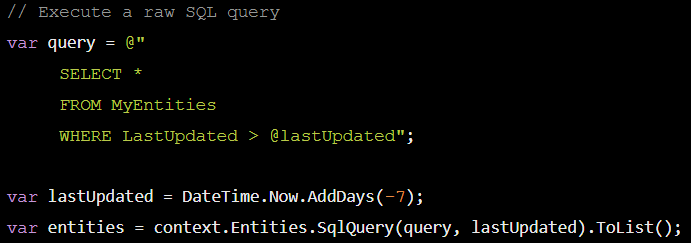 // Execute a raw SQL query
var query = @"
SELECT *
FROM MyEntities
WHERE LastUpdated > @lastUpdated";
var lastUpdated = DateTime.Now.AddDays(-7);
var entities = context.Entities.SqlQuery(query, lastUpdated).ToList();